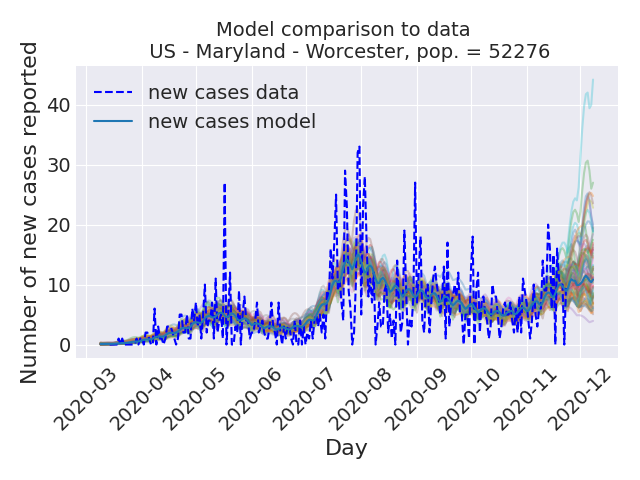 Model comparison to data
US - Maryland - Worcester, pop. = 52276
new cases data
new cases model
Number of new cases reported
40
30
20
10
0
2020-03
2020-04
2020-05
2020-06
2020-07
2020-08
2020-09
2020-10
2020-11
2020-12
Day